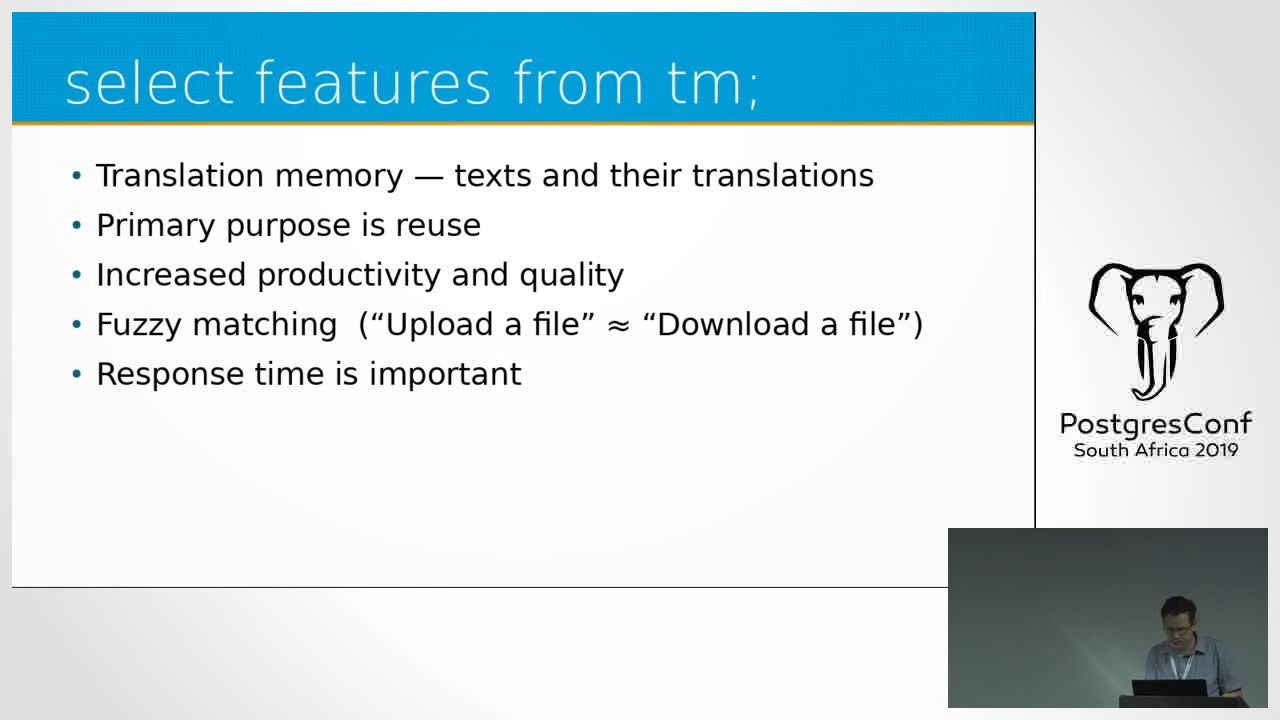 select features from tm;
• Translation memory — texts and their translations
• Primary purpose is reuse
• Increased productivity and quality
• Fuzzy matching  (“Upload a file” ≈ “Download a file”)
• Response time is important
PostgresConf
South Africa 2019